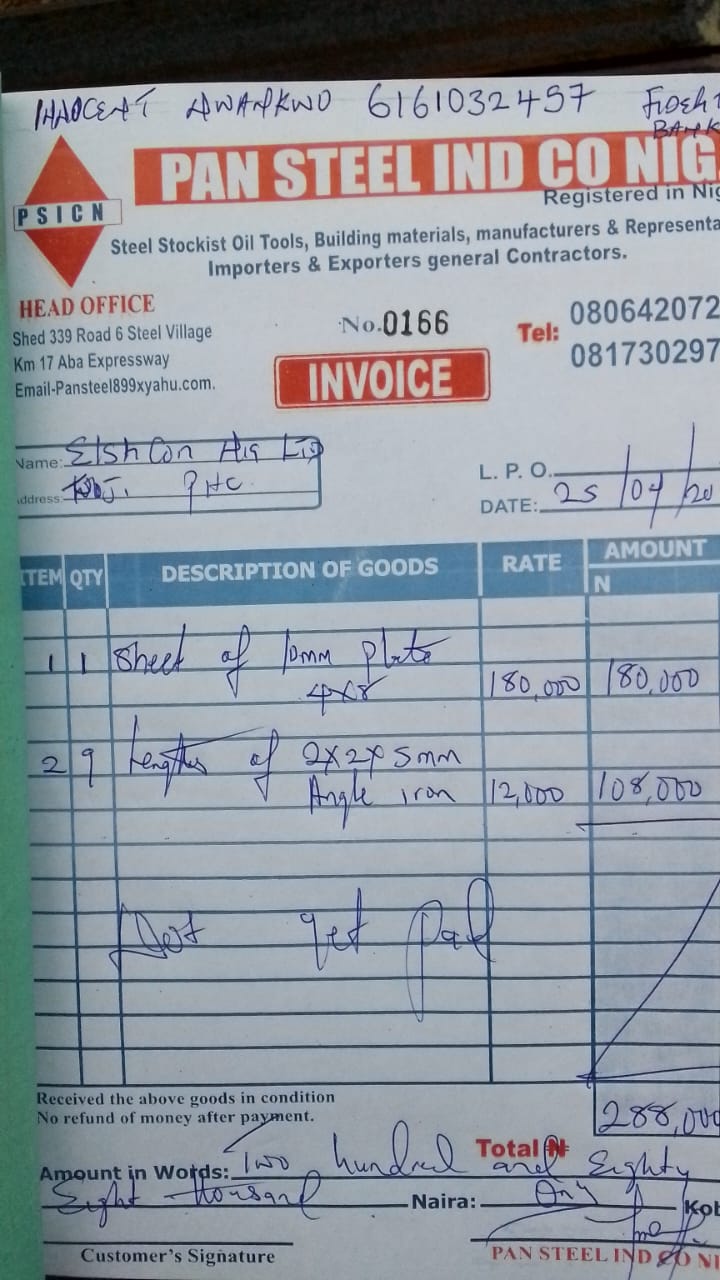 INNOCENT NWANKWO 6161032457 FIDELIT
BANK
PSICN
PAN STEEL IND CO NIG.
Registered in Nig
Steel Stockist Oil Tools, Building materials, manufacturers & Representa
Importers & Exporters general Contractors.
HEAD OFFICE
Shed 339 Road 6 Steel Village
Km 17 Aba Expressway
Email-Pansteel899xyahu.com.
No.0166
INVOICE
Tel: 080642072
081730297
Name: Elsh Con Nig Ltd
Address: PHC.
L. P. O.
DATE: 25/04/20
ITEM QTY DESCRIPTION OF GOODS RATE AMOUNT
N
1 1 Sheet of 10mm plate
4x8 180,000 180,000
2 9 Lengths of 2x2x5mm
Angle iron 12,000 108,000
Not yet paid
Received the above goods in condition
No refund of money after payment.
Total ₦ 288,000
Amount in Words: Two hundred and Eighty
Eight thousand Naira: Only Kob
Customer's Signature
PAN STEEL IND CO NI